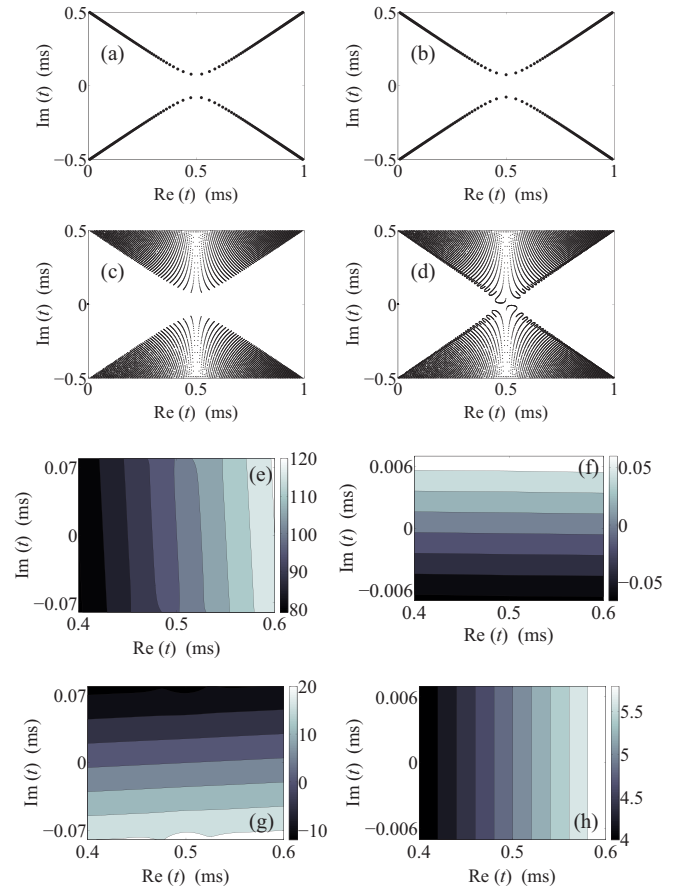 0.5 (a) 0.5 (b)
Im (t) (ms) 0 Im (t) (ms) 0
−0.5 −0.5
0 0.5 1 0 0.5 1
Re (t) (ms) Re (t) (ms)
0.5 (c) 0.5 (d)
Im (t) (ms) 0 Im (t) (ms) 0
−0.5 −0.5
0 0.5 1 0 0.5 1
Re (t) (ms) Re (t) (ms)
0.07 (e) 120 0.006 (f) 0.05
110
Im (t) (ms) 0 100 Im (t) (ms) 0 0
90
−0.07 80 −0.006 −0.05
0.4 0.5 0.6 0.4 0.5 0.6
Re (t) (ms) Re (t) (ms)
0.07 20 0.006 5.5
10
Im (t) (ms) 0 Im (t) (ms) 0 5
0 4.5
−0.07 (g) −10 −0.006 (h) 4
0.4 0.5 0.6 0.4 0.5 0.6
Re (t) (ms) Re (t) (ms)